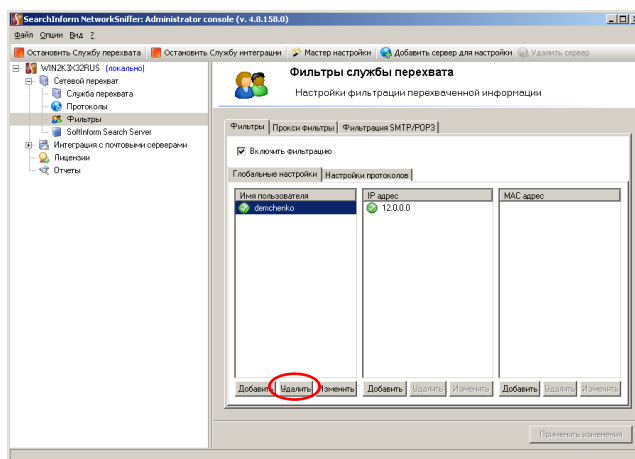 SearchInform NetworkSniffer: Administrator console (v. 4.8.158.0)
Файл Опции Вид ?
Остановить Службу перехвата Остановить Службу интеграции Мастер настройки Добавить сервер для настройки Удалить сервер
WIN2K3X32RUS (локально)
Сетевой перехват
Служба перехвата
Протоколы
Фильтры
SoftInform Search Server
Интеграция с почтовыми серверами
Лицензии
Отчеты
Фильтры службы перехвата
Настройки фильтрации перехваченной информации
Фильтры Прокси фильтры Фильтрация SMTP/POP3
Включить фильтрацию
Глобальные настройки Настройки протоколов
Имя пользователя IP адрес MAC адрес
demchenko 12.0.0.0
Добавить Удалить Изменить Добавить Удалить Изменить Добавить Удалить Изменить
Применить изменения